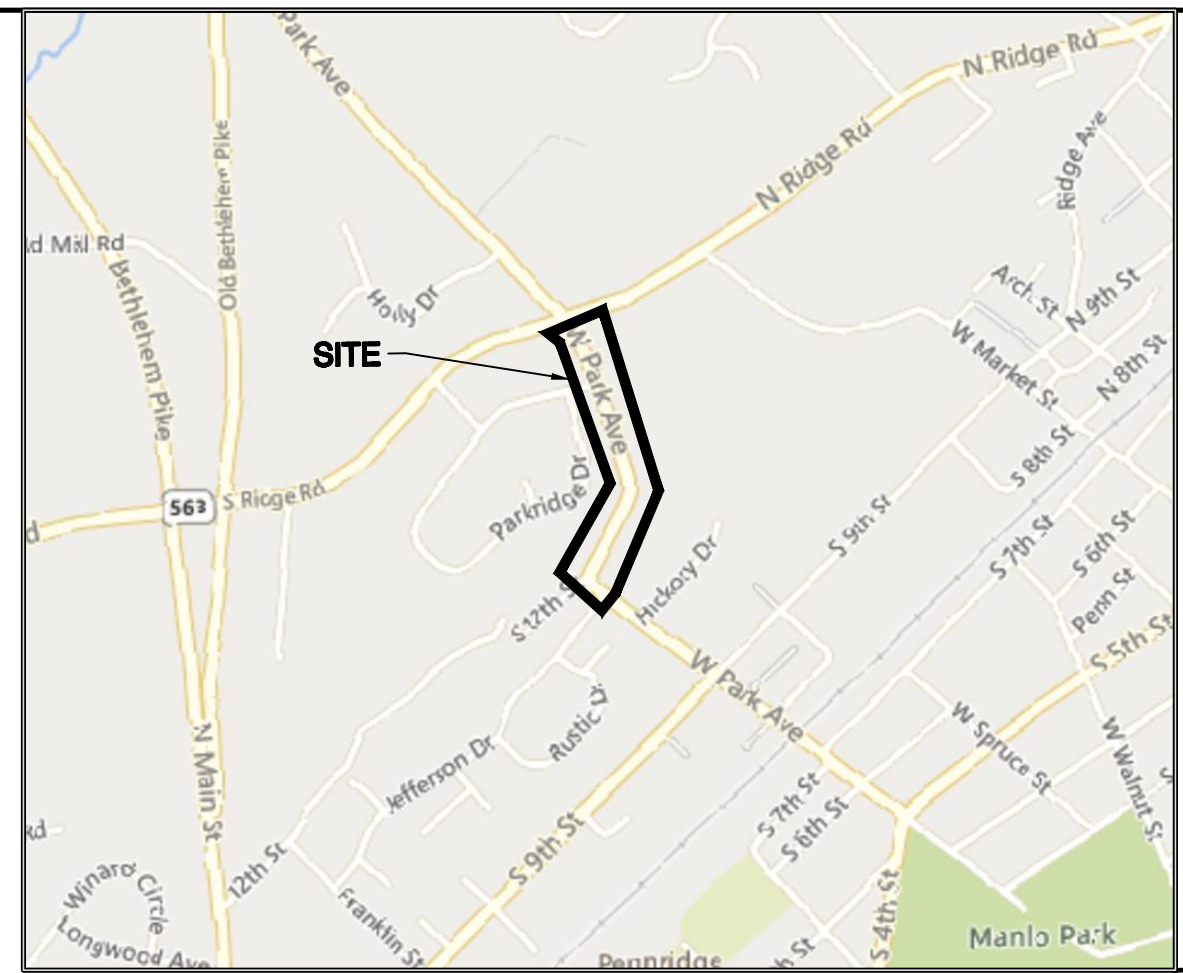 Park Ave
N Ridge Rd
Old Bethlehem Pike
N Ridge Rd
Ridge Ave
Mill Rd
Bethlehem Pike
Holly Dr
Arch St
N 9th St
SITE
N Park Ave
W Market St
N 8th St
S 8th St
563
S Ridge Rd
Parkridge Dr
S 9th St
S 7th St
S 6th St
Hickory Dr
Penn St
S 12th S
S 5th St
W Park Ave
Rustic
W Spruce St
N Main St
Jefferson Dr
W Walnut St
S 7th St
S 6th St
S 9th St
Rd
12th St
Winard Circle
Franklin St
S 4th St
Longwood Ave
Manlo Park
Pennridge
h St